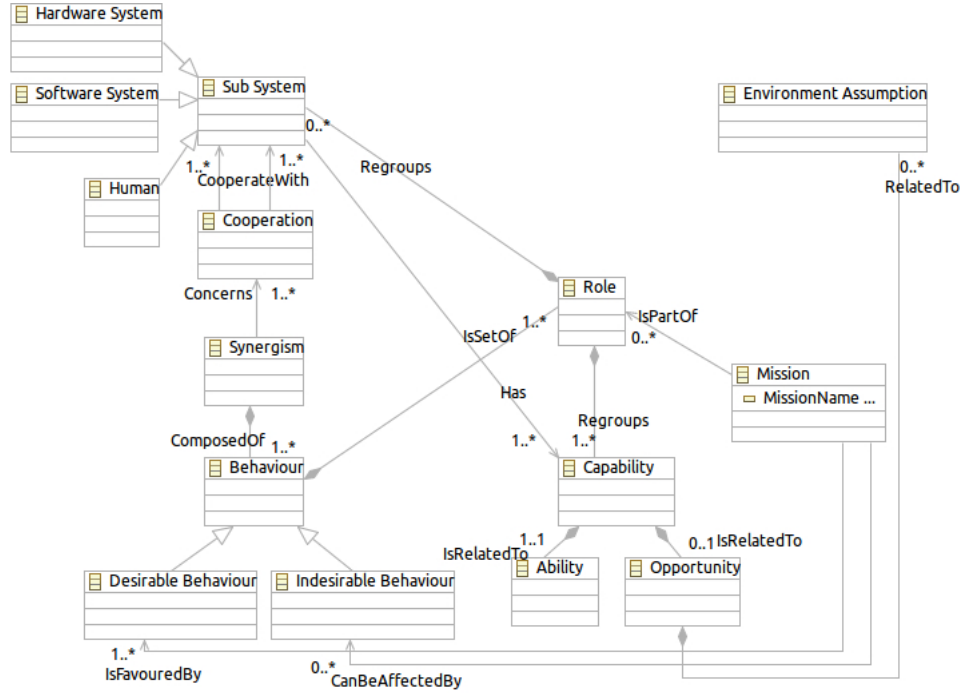 Hardware System
Sub System
Software System
Environment Assumption
0..*
Regroups
1..*
1..*
0..*
CooperateWith
RelatedTo
Human
Cooperation
Role
Concerns
1..*
1..*
IsPartOf
IsSetOf
0..*
Synergism
Mission
Has
MissionName ...
Regroups
ComposedOf
1..*
1..*
1..*
Behaviour
Capability
1..1
0..1
IsRelatedTo
IsRelatedTo
Ability
Opportunity
Desirable Behaviour
Indesirable Behaviour
1..*
0..*
IsFavouredBy
CanBeAffectedBy